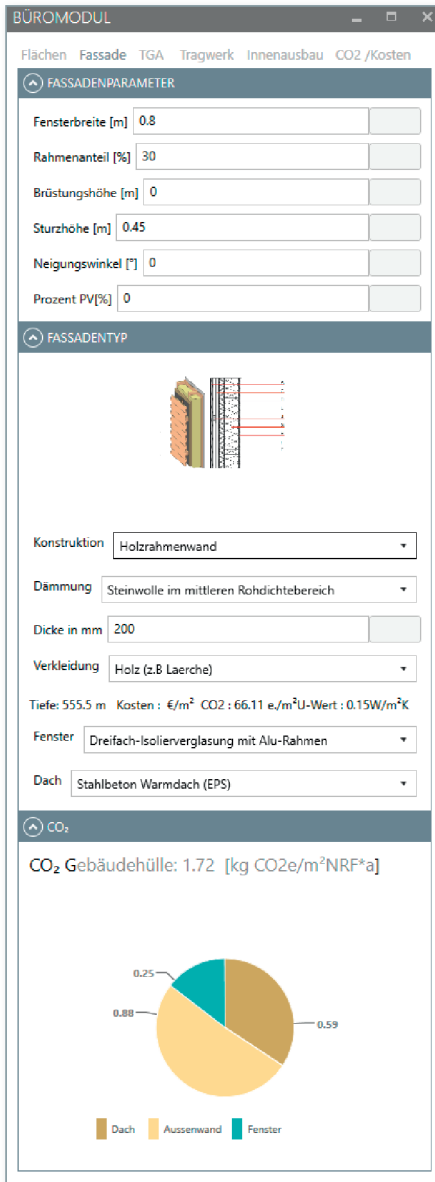 BÜROMODUL
Flächen Fassade TGA Tragwerk Innenausbau CO2 /Kosten
FASSADENPARAMETER
Fensterbreite [m] 0.8
Rahmenanteil [%] 30
Brüstungshöhe [m] 0
Sturzhöhe [m] 0.45
Neigungswinkel [°] 0
Prozent PV[%] 0
FASSADENTYP
Konstruktion Holzrahmenwand
Dämmung Steinwolle im mittleren Rohdichtebereich
Dicke in mm 200
Verkleidung Holz (z.B Laerche)
Tiefe: 555.5 m Kosten : €/m² CO2 : 66.11 e./m²U-Wert : 0.15W/m²K
Fenster Dreifach-Isolierverglasung mit Alu-Rahmen
Dach Stahlbeton Warmdach (EPS)
CO₂
CO₂ Gebäudehülle: 1.72 [kg CO2e/m²NRF*a]
0.25
0.88
0.59
Dach Aussenwand Fenster